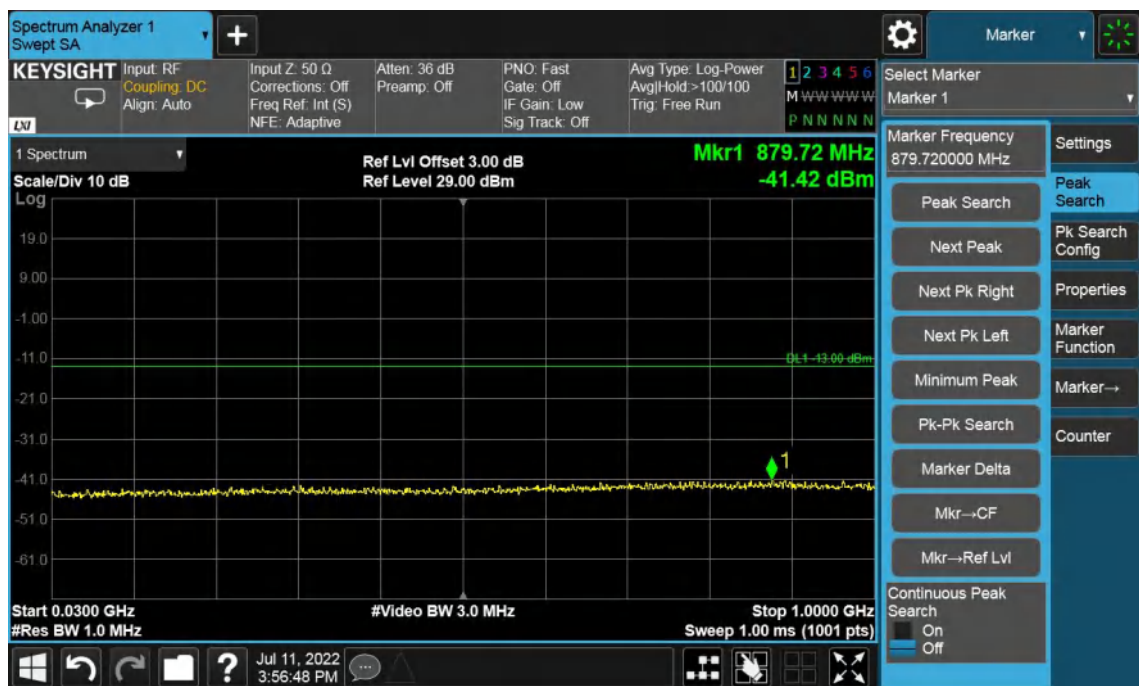 Spectrum Analyzer 1
Swept SA
Marker
KEYSIGHT
LXI
Input: RF
Coupling: DC
Align: Auto
Input Z: 50 Ω
Corrections: Off
Freq Ref: Int (S)
NFE: Adaptive
Atten: 36 dB
Preamp: Off
PNO: Fast
Gate: Off
IF Gain: Low
Sig Track: Off
Avg Type: Log-Power
Avg|Hold:>100/100
Trig: Free Run
1 2 3 4 5 6
M W W W W W
P N N N N N
Select Marker
Marker 1
1 Spectrum
Scale/Div 10 dB
Ref Lvl Offset 3.00 dB
Ref Level 29.00 dBm
Mkr1 879.72 MHz
-41.42 dBm
Log
19.0
9.00
-1.00
-11.0
-21.0
-31.0
-41.0
-51.0
-61.0
DL1 -13.00 dBm
1
Start 0.0300 GHz
#Res BW 1.0 MHz
#Video BW 3.0 MHz
Stop 1.0000 GHz
Sweep 1.00 ms (1001 pts)
Marker Frequency
879.720000 MHz
Peak Search
Next Peak
Next Pk Right
Next Pk Left
Minimum Peak
Pk-Pk Search
Marker Delta
Mkr→CF
Mkr→Ref Lvl
Continuous Peak
Search
On
Off
Settings
Peak
Search
Pk Search
Config
Properties
Marker
Function
Marker→
Counter
?
Jul 11, 2022
3:56:48 PM